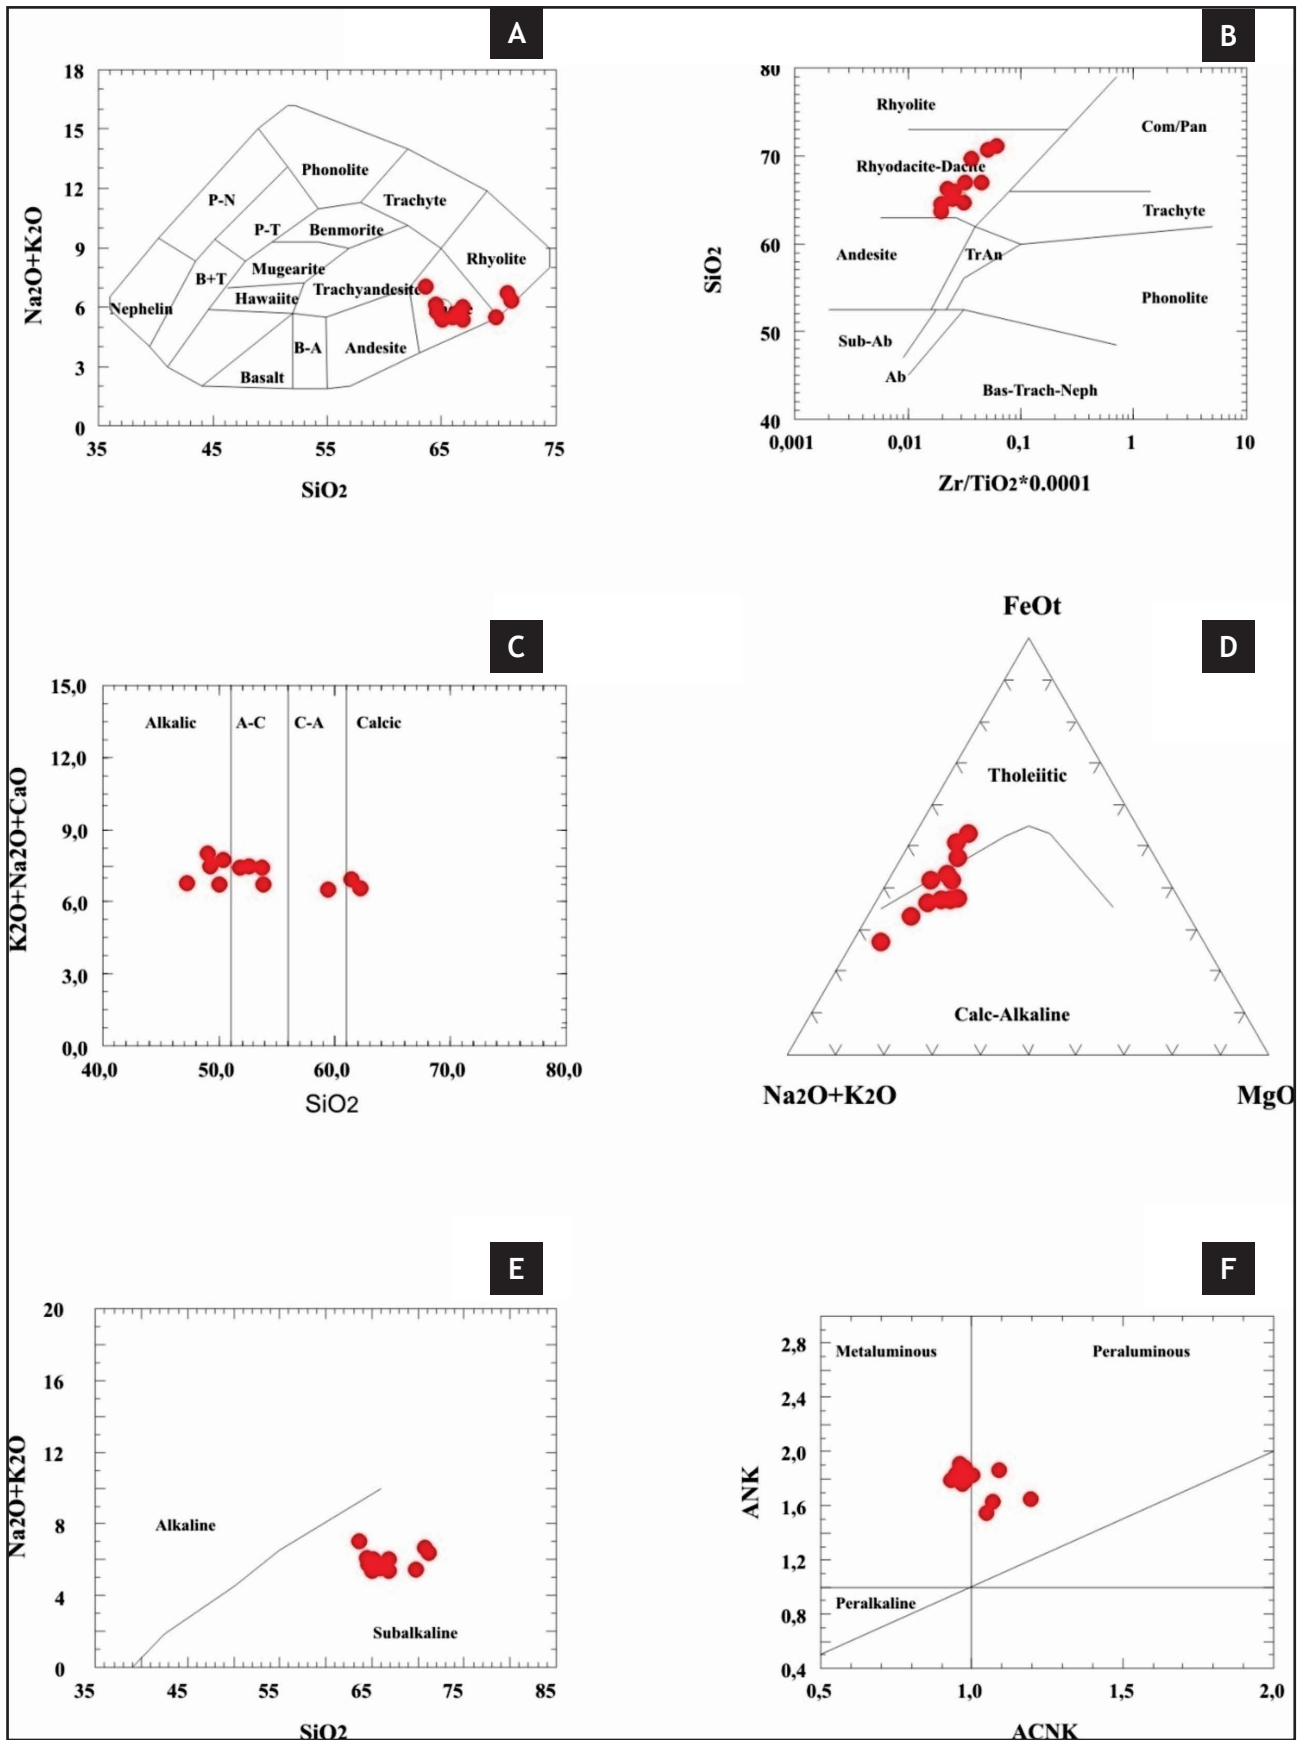 A
18
15
12
9
6
3
0
Na2O+K2O
P-N
Phonolite
Trachyte
P-T
Benmorite
Rhyolite
B+T
Mugearite
Trachyandesite
Nephelin
Hawaiite
B-A
Andesite
Basalt
35 45 55 65 75
SiO2
B
80
70
60
50
40
SiO2
Rhyolite
Com/Pan
Rhyodacite-Dacite
Trachyte
Andesite
TrAn
Phonolite
Sub-Ab
Ab
Bas-Trach-Neph
0,001 0,01 0,1 1 10
Zr/TiO2*0.0001
C
15,0
12,0
9,0
6,0
3,0
0,0
K2O+Na2O+CaO
Alkalic A-C C-A Calcic
40,0 50,0 60,0 70,0 80,0
SiO2
D
FeOt
Tholeiitic
Calc-Alkaline
Na2O+K2O MgO
E
20
16
12
8
4
0
Na2O+K2O
Alkaline
Subalkaline
35 45 55 65 75 85
SiO2
F
2,8
2,4
2,0
1,6
1,2
0,8
0,4
ANK
Metaluminous Peraluminous
Peralkaline
0,5 1,0 1,5 2,0
ACNK